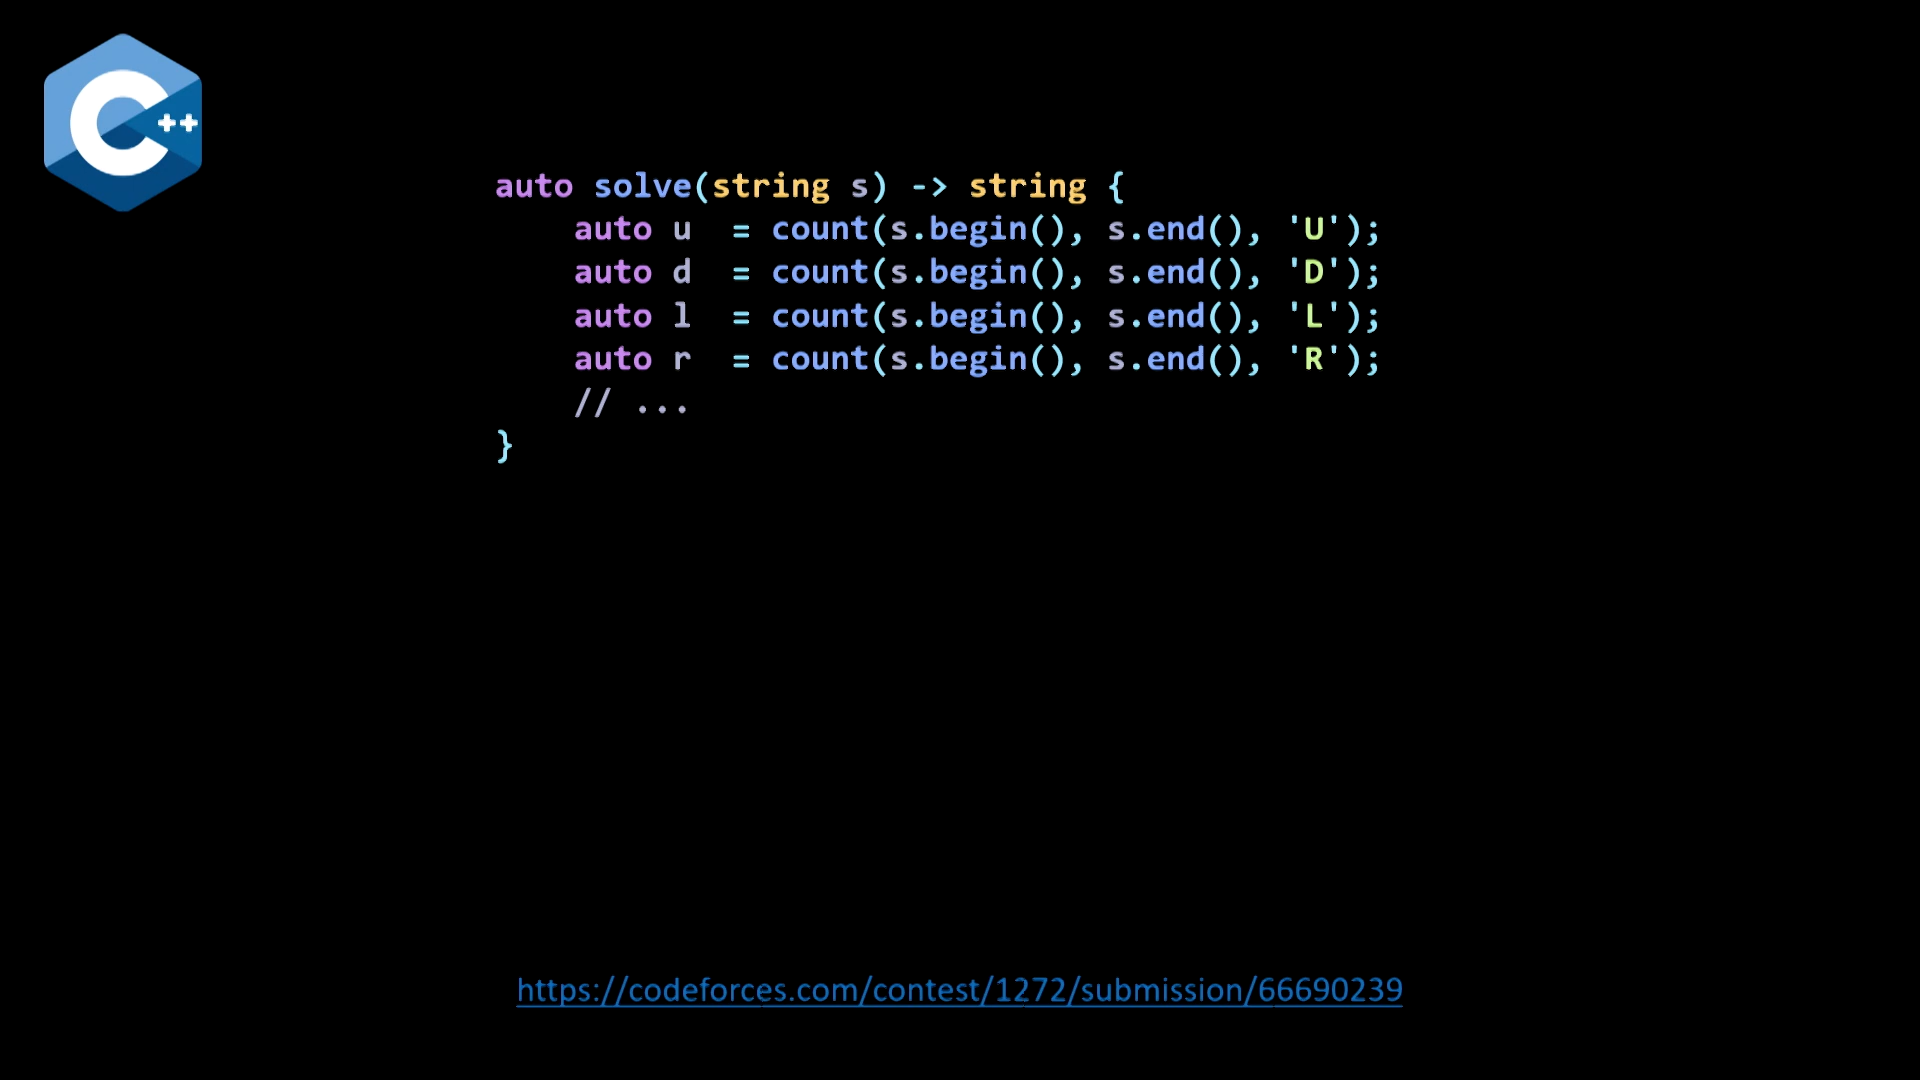 C++
auto solve(string s) -> string {
    auto u  = count(s.begin(), s.end(), 'U');
    auto d  = count(s.begin(), s.end(), 'D');
    auto l  = count(s.begin(), s.end(), 'L');
    auto r  = count(s.begin(), s.end(), 'R');
    // ...
}
https://codeforces.com/contest/1272/submission/66690239